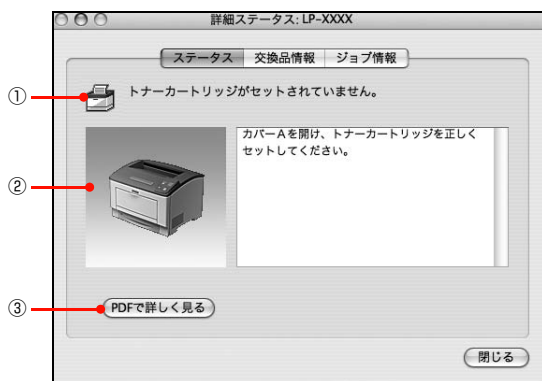 詳細ステータス: LP-XXXX
ステータス 交換品情報 ジョブ情報
① トナーカートリッジがセットされていません。
② カバーAを開け、トナーカートリッジを正しく
セットしてください。
③ PDFで詳しく見る
閉じる